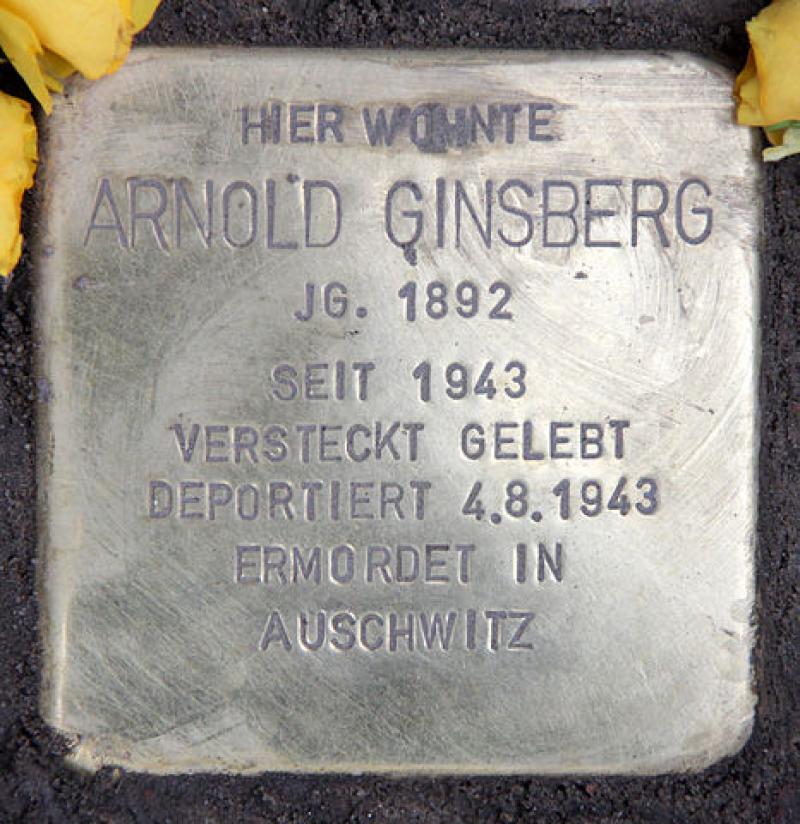 HIER WOHNTE
ARNOLD GINSBERG
JG. 1892
SEIT 1943
VERSTECKT GELEBT
DEPORTIERT 4.8.1943
ERMORDET IN
AUSCHWITZ